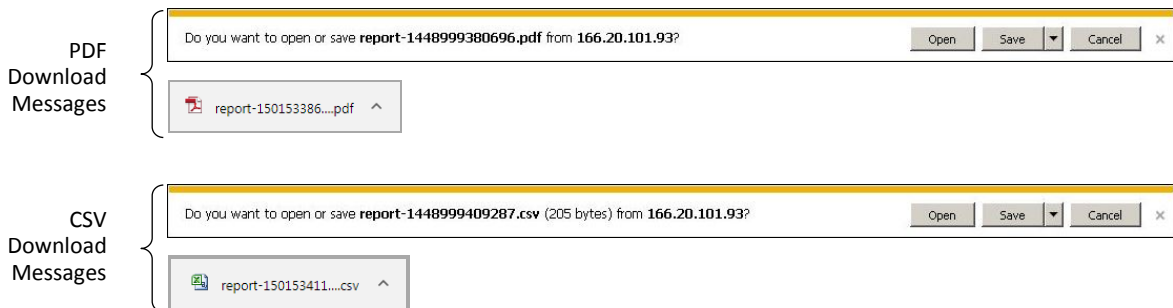 PDF
Download
Messages
Do you want to open or save report-1448999380696.pdf from 166.20.101.93?
Open
Save
Cancel
report-150153386....pdf
CSV
Download
Messages
Do you want to open or save report-1448999409287.csv (205 bytes) from 166.20.101.93?
Open
Save
Cancel
report-150153411....csv